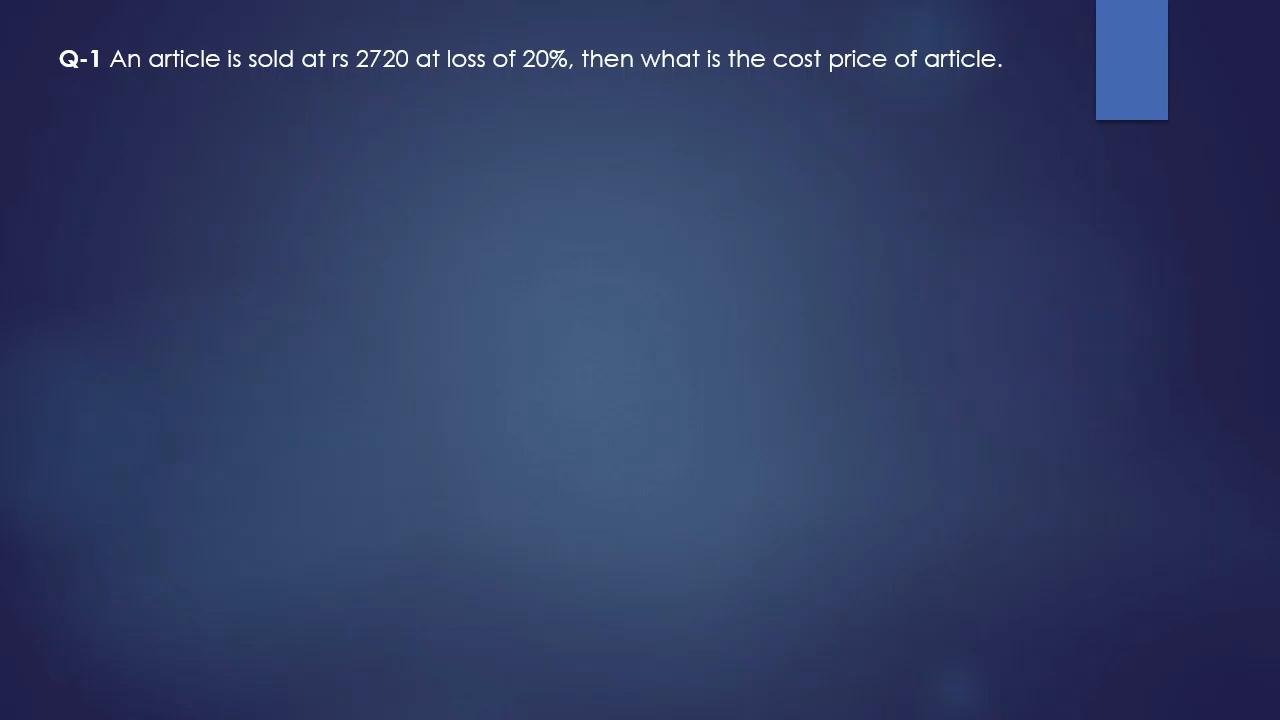 Q-1 An article is sold at rs 2720 at loss of 20%, then what is the cost price of article.